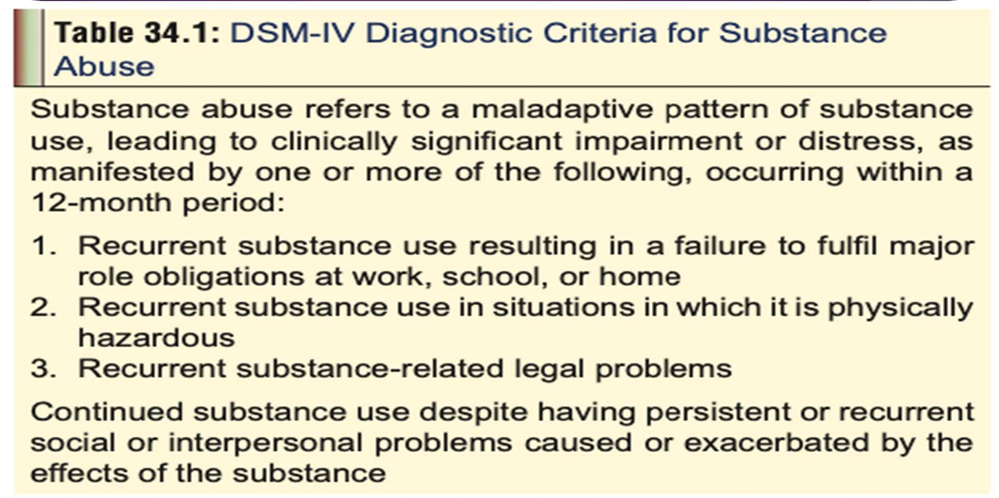 Table 34.1: DSM-IV Diagnostic Criteria for Substance
Abuse
Substance abuse refers to a maladaptive pattern of substance
use, leading to clinically significant impairment or distress, as
manifested by one or more of the following, occurring within a
12-month period:
1. Recurrent substance use resulting in a failure to fulfil major
role obligations at work, school, or home
2. Recurrent substance use in situations in which it is physically
hazardous
3. Recurrent substance-related legal problems
Continued substance use despite having persistent or recurrent
social or interpersonal problems caused or exacerbated by the
effects of the substance